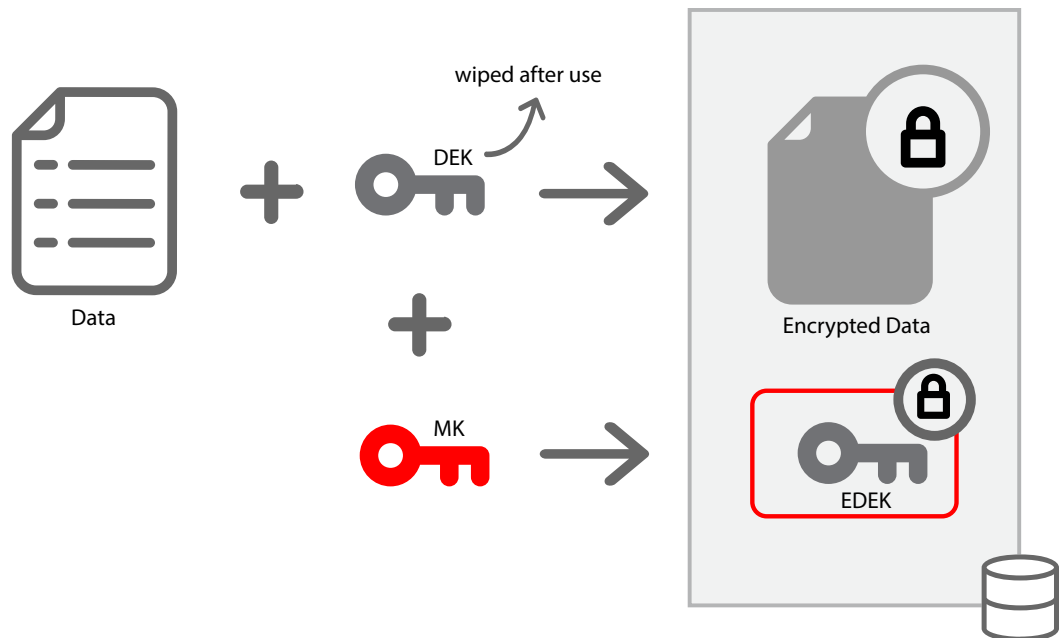 wiped after use
DEK
Data
Encrypted Data
MK
EDEK